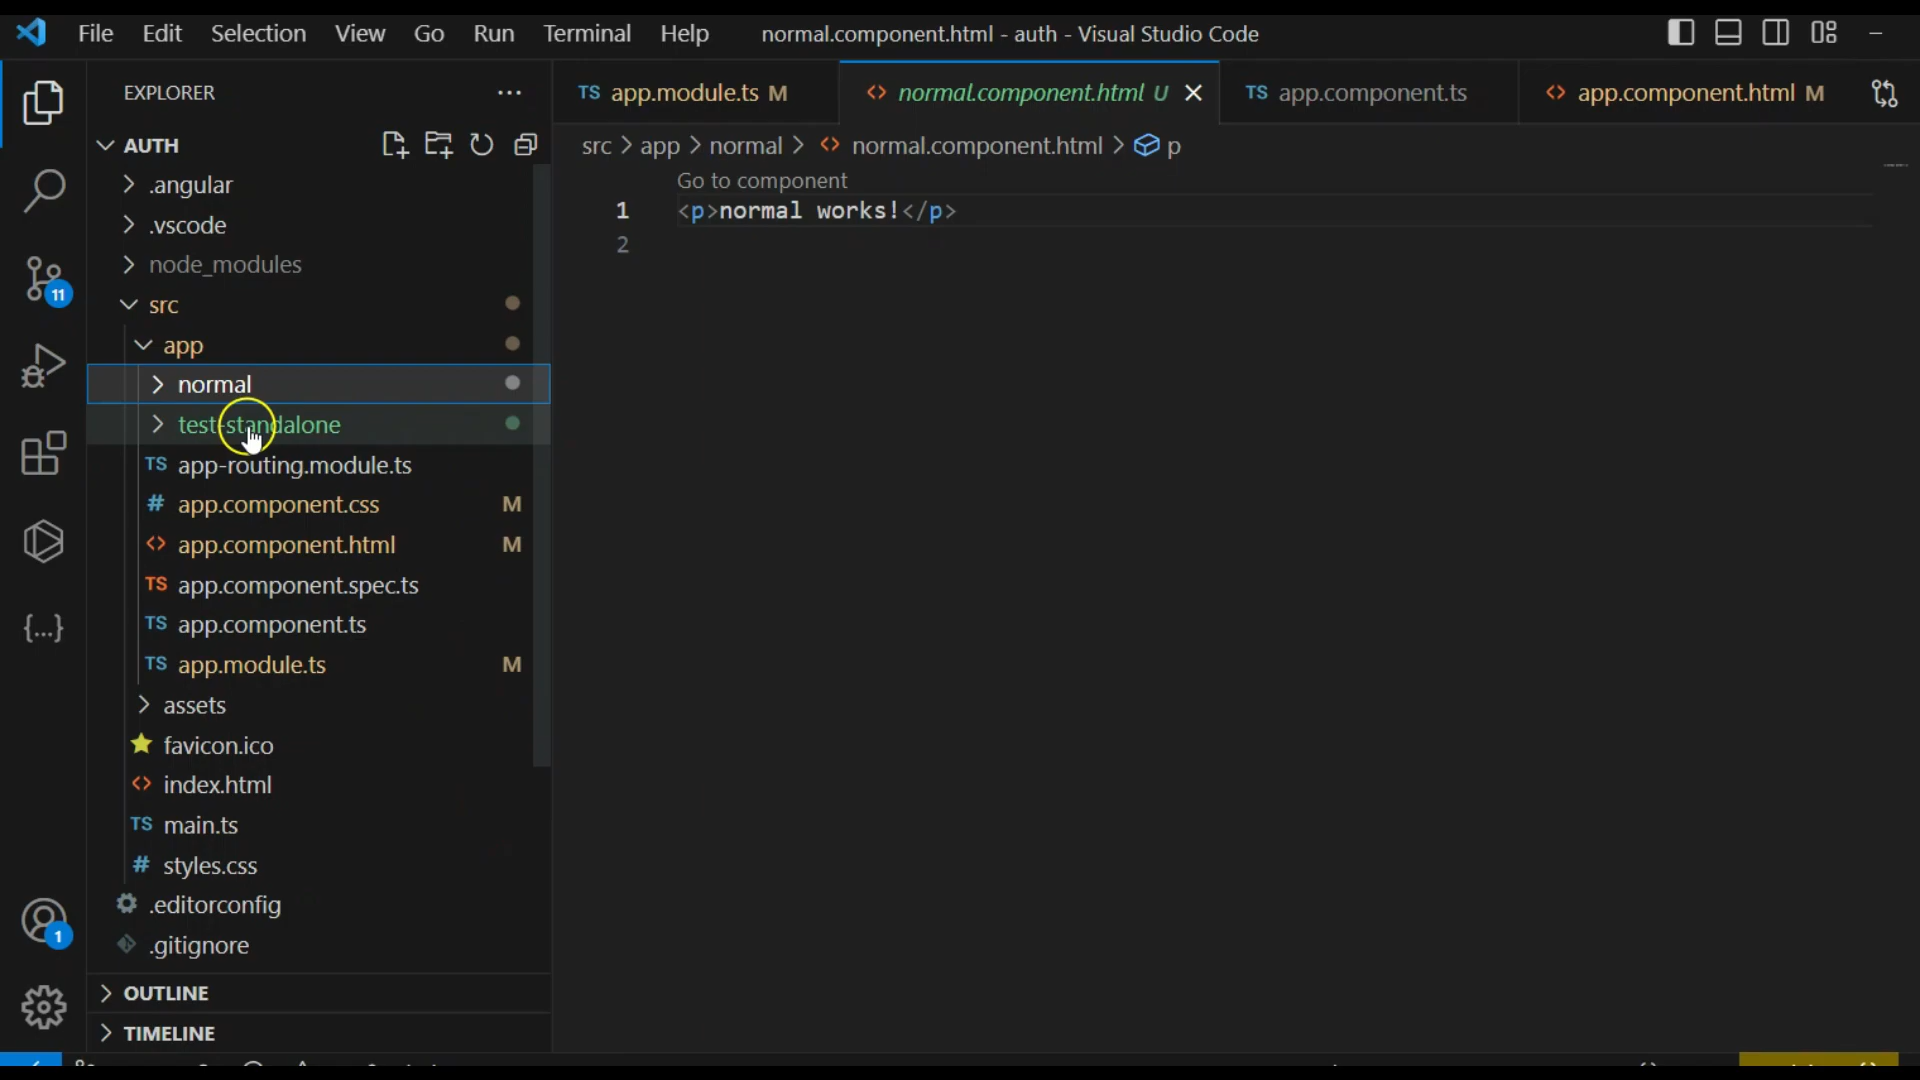 File Edit Selection View Go Run Terminal Help normal.component.html - auth - Visual Studio Code
EXPLORER
TS app.module.ts M
<> normal.component.html U
TS app.component.ts
<> app.component.html M
AUTH
src > app > normal > <> normal.component.html > p
.angular
Go to component
1 <p>normal works!</p>
2
.vscode
node_modules
11
src
app
normal
test-standalone
TS app-routing.module.ts
# app.component.css M
<> app.component.html M
TS app.component.spec.ts
{...}
TS app.component.ts
TS app.module.ts M
assets
favicon.ico
<> index.html
TS main.ts
# styles.css
.editorconfig
1
.gitignore
OUTLINE
TIMELINE